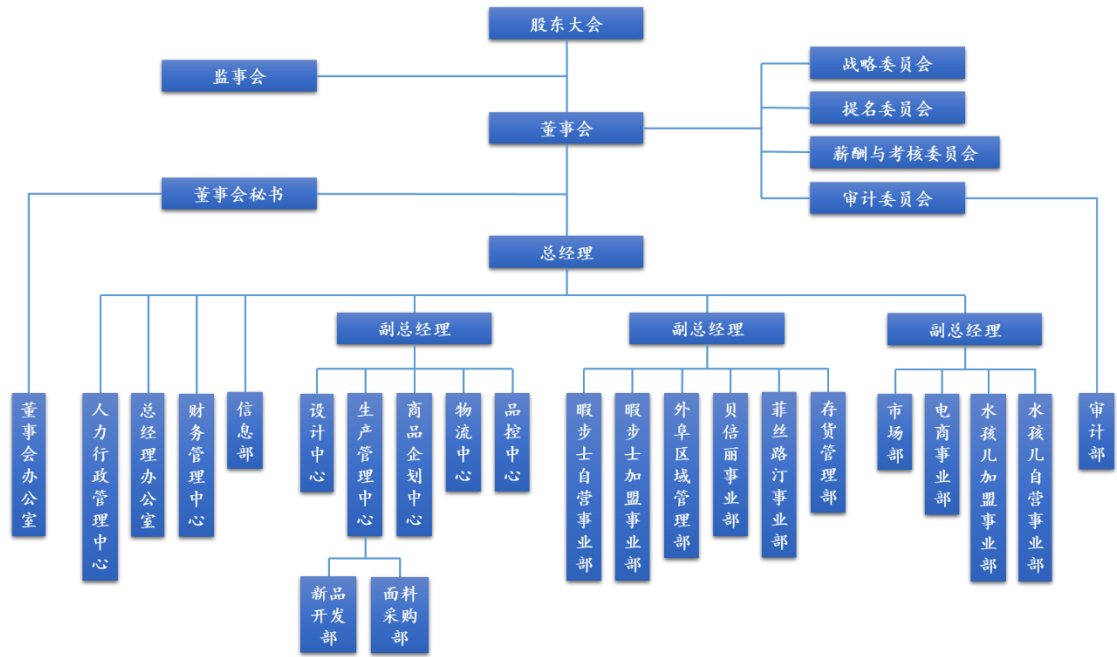 股东大会
监事会
战略委员会
提名委员会
董事会
薪酬与考核委员会
董事会秘书
审计委员会
总经理
副总经理
副总经理
副总经理
董事会办公室
人力行政管理中心
总经理办公室
财务管理中心
信息部
设计中心
生产管理中心
商品企划中心
物流中心
品控中心
暇步士自营事业部
暇步士加盟事业部
外阜区域管理部
贝倍丽事业部
菲丝路汀事业部
存货管理部
市场部
电商事业部
水孩儿加盟事业部
水孩儿自营事业部
审计部
新品
开发
部
面料
采购
部